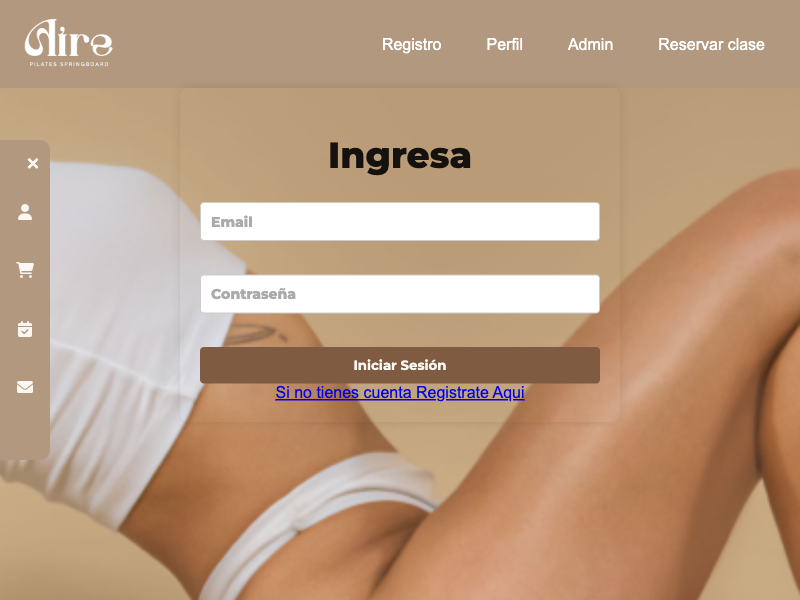 Aire
PILATES SPRINGBOARD
Registro
Perfil
Admin
Reservar clase
Ingresa
Email
Contraseña
Iniciar Sesión
Si no tienes cuenta Registrate Aqui